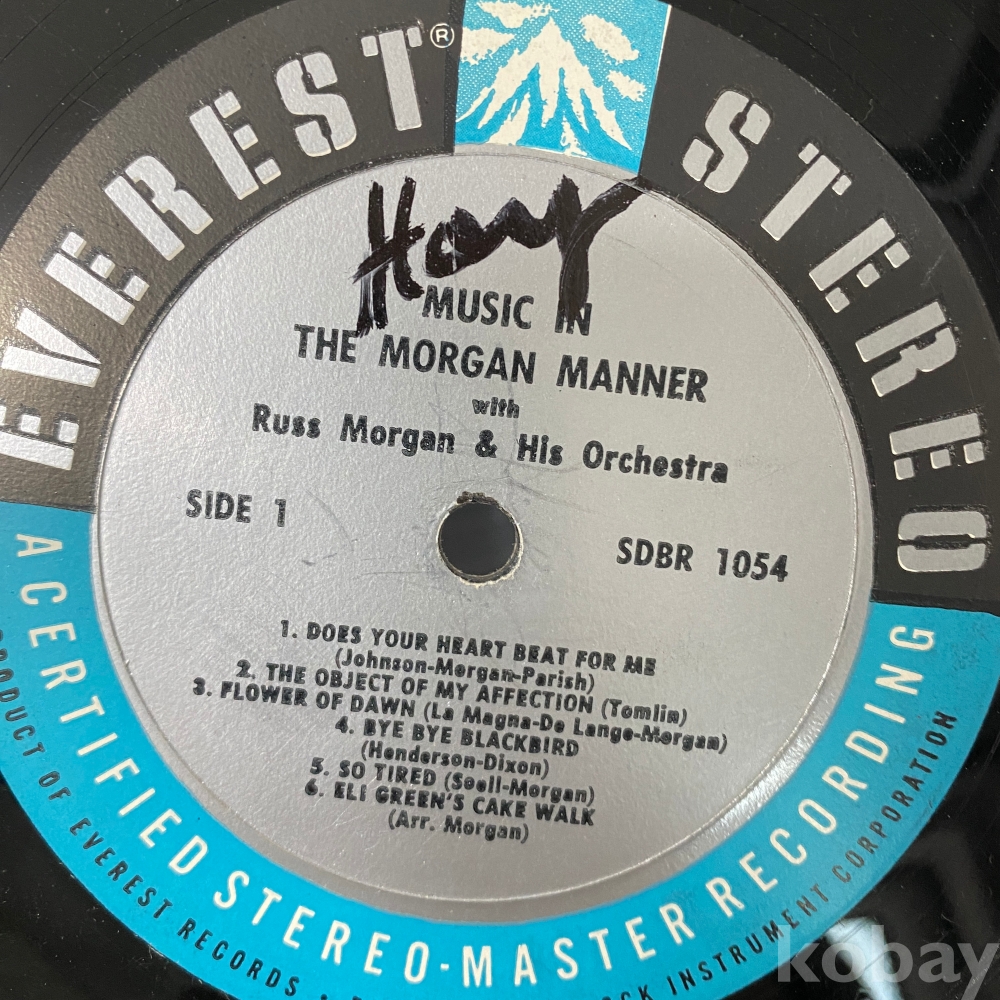 EVEREST® STEREO
MUSIC IN
THE MORGAN MANNER
with
Russ Morgan & His Orchestra
SIDE 1
SDBR 1054
1. DOES YOUR HEART BEAT FOR ME
(Johnson-Morgan-Parish)
2. THE OBJECT OF MY AFFECTION (Tomlin)
3. FLOWER OF DAWN (La Magna-De Lange-Morgan)
4. BYE BYE BLACKBIRD
(Henderson-Dixon)
5. SO TIRED (Soell-Morgan)
6. ELI GREEN'S CAKE WALK
(Arr. Morgan)
A CERTIFIED STEREO-MASTER RECORDING
PRODUCT OF EVEREST RECORDS • INSTRUMENT CORPORATION
kobay